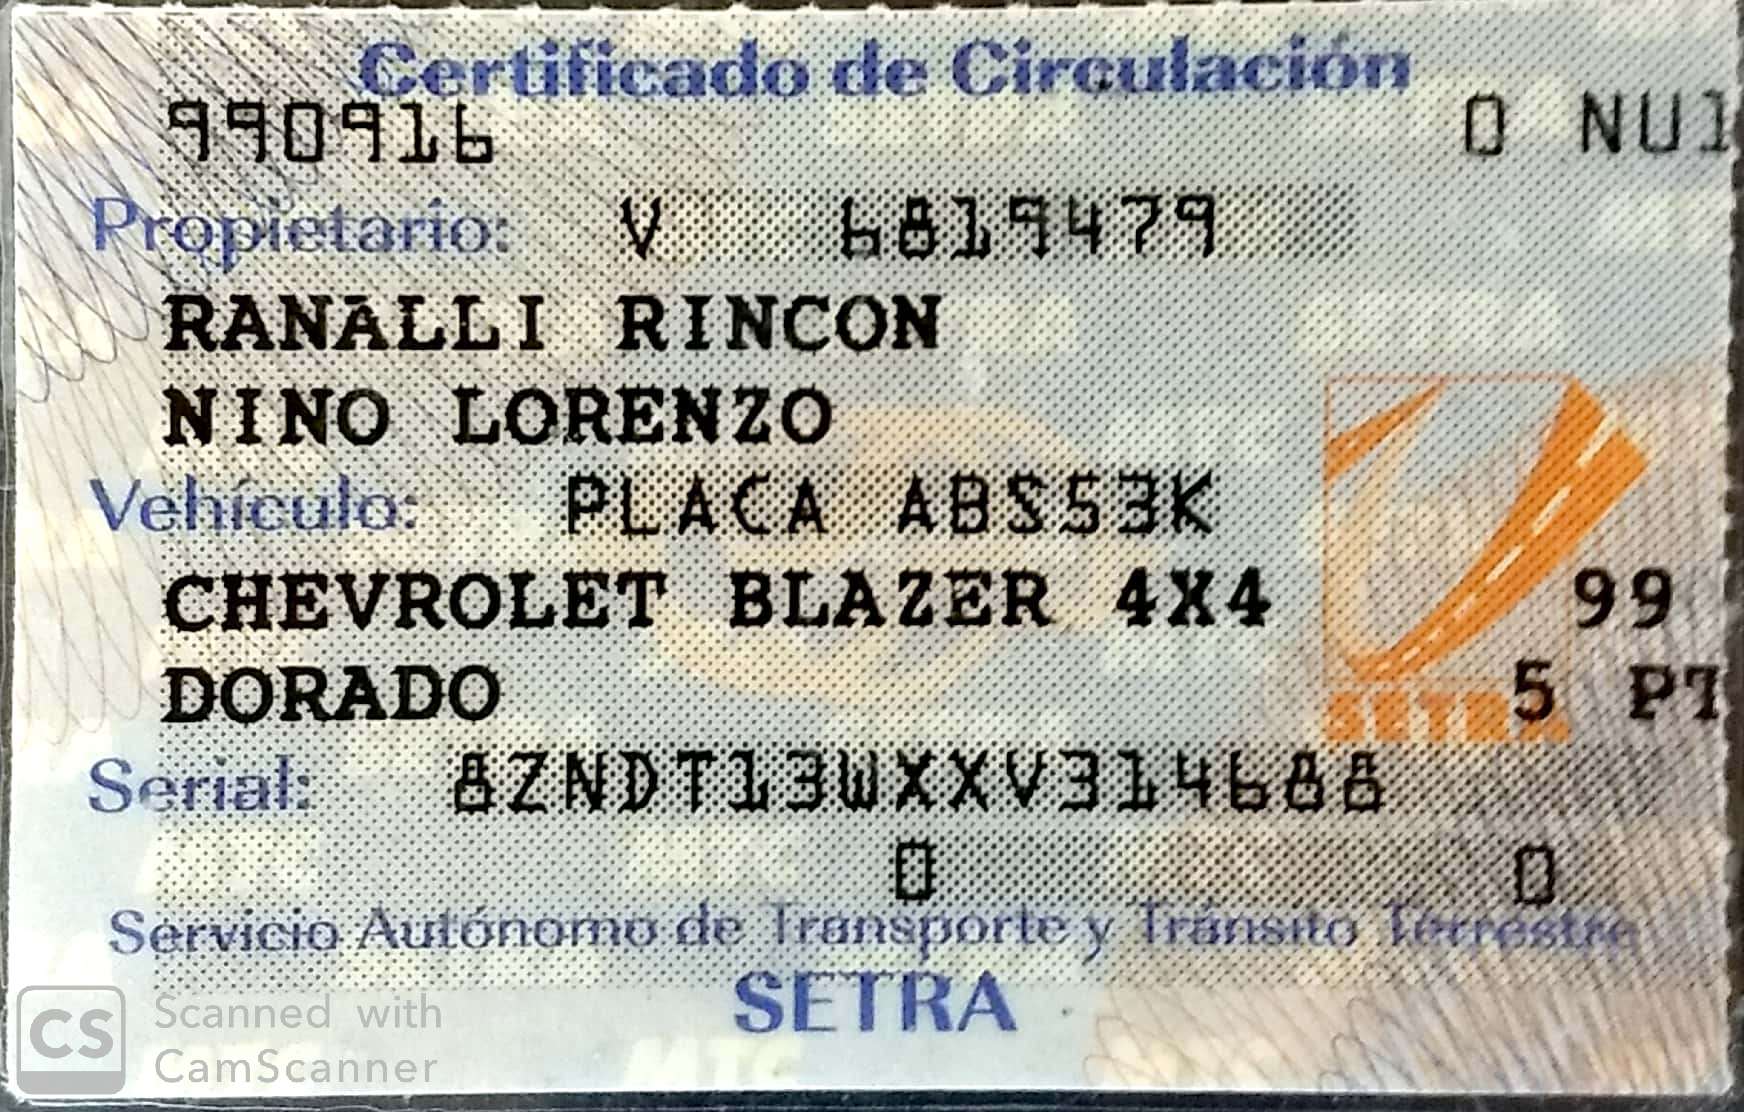 Certificado de Circulación
990916 0 NU1
Propietario: V 6819479
RANALLI RINCON
NINO LORENZO
Vehículo: PLACA ABS53K
CHEVROLET BLAZER 4X4 99
DORADO 5 PT
SETRA
Serial: 8ZNDT13WXXV314688
0 0
Servicio Autónomo de Transporte y Tránsito Terrestre
SETRA
CS Scanned with
CamScanner